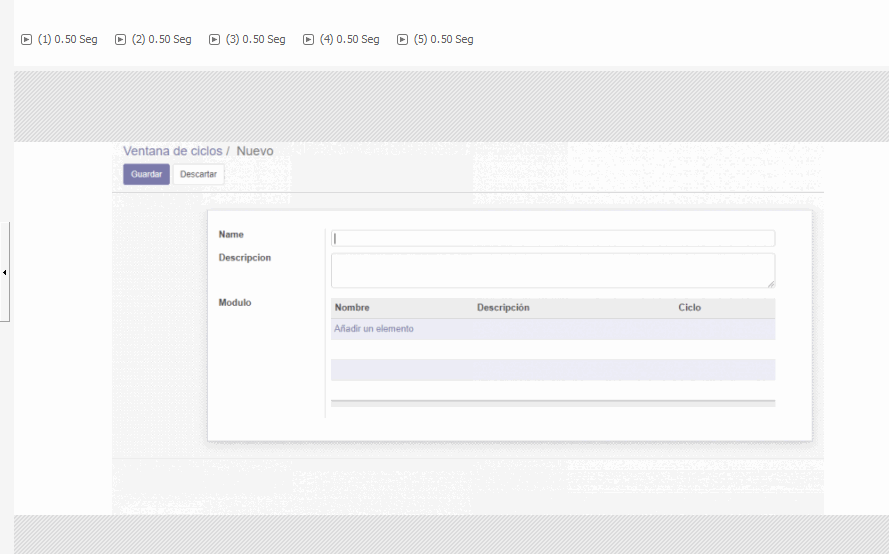 (1) 0.50 Seg (2) 0.50 Seg (3) 0.50 Seg (4) 0.50 Seg (5) 0.50 Seg
Ventana de ciclos / Nuevo
Guardar Descartar
Name
Descripcion
Modulo
Nombre Descripción Ciclo
Añadir un elemento